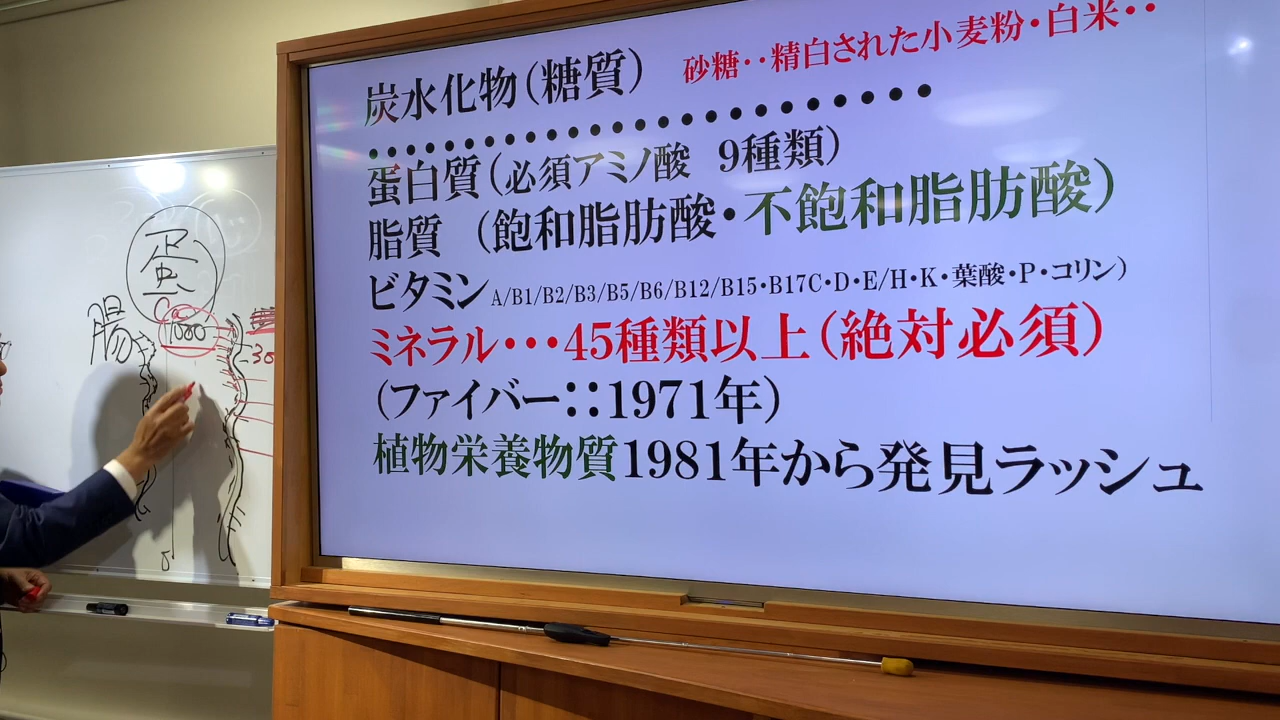 炭水化物(糖質) 砂糖‥精白された小麦粉・白米‥
●●●●●●●●●●●●●●●●●●●●●●●●
蛋白質(必須アミノ酸 9種類)
脂質 (飽和脂肪酸・不飽和脂肪酸)
ビタミンA/B1/B2/B3/B5/B6/B12/B15・B17C・D・E/H・K・葉酸・P・コリン)
ミネラル・・・45種類以上(絶対必須)
(ファイバー::1971年)
植物栄養物質1981年から発見ラッシュ
蛋
腸
1000